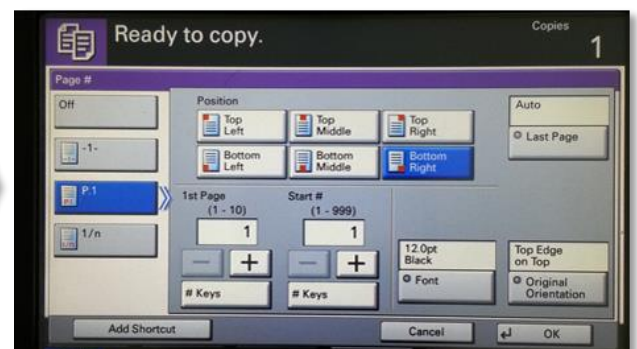 Ready to copy.
Copies
1
Page #
Off
-1-
P.1
1/n
Position
Top
Left
Top
Middle
Top
Right
Bottom
Left
Bottom
Middle
Bottom
Right
1st Page
(1 - 10)
1
# Keys
Start #
(1 - 999)
1
# Keys
Auto
Last Page
12.0pt
Black
Font
Top Edge
on Top
Original
Orientation
Add Shortcut
Cancel
OK